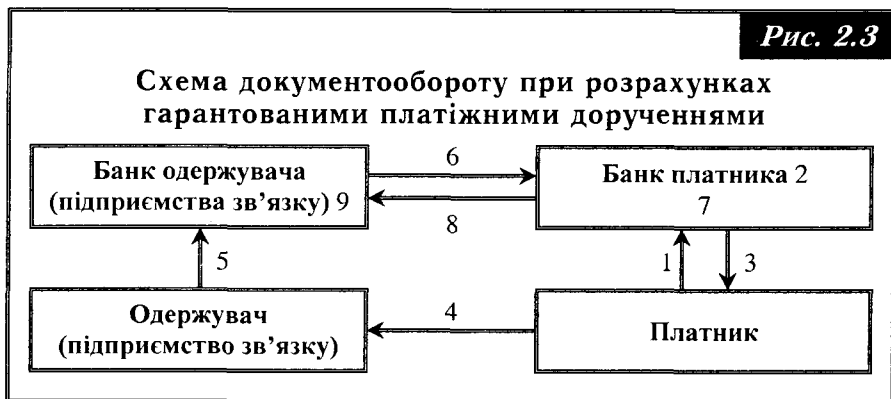 Рис. 2.3
Схема документообороту при розрахунках
гарантованими платіжними дорученнями
Банк одержувача
(підприємства зв’язку) 9
6
8
Банк платника 2
7
5
1
3
Одержувач
(підприємство зв’язку)
4
Платник